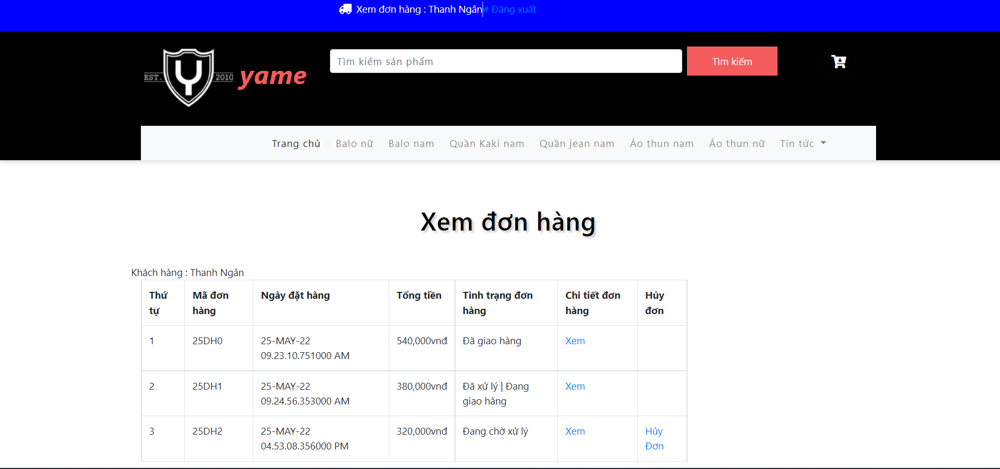 Xem đơn hàng : Thanh Ngân# Đăng xuất
EST. Y 2010 yame
Tìm kiếm sản phẩm
Tìm kiếm
Trang chủ Balo nữ Balo nam Quần Kaki nam Quần jean nam Áo thun nam Áo thun nữ Tin tức
Xem đơn hàng
Khách hàng : Thanh Ngân
Thứ tự Mã đơn hàng Ngày đặt hàng Tổng tiền Tình trạng đơn hàng Chi tiết đơn hàng Hủy đơn
1 25DH0 25-MAY-22 09.23.10.751000 AM 540,000vnđ Đã giao hàng Xem
2 25DH1 25-MAY-22 09.24.56.353000 AM 380,000vnđ Đã xử lý | Đang giao hàng Xem
3 25DH2 25-MAY-22 04.53.08.356000 PM 320,000vnđ Đang chờ xử lý Xem Hủy Đơn